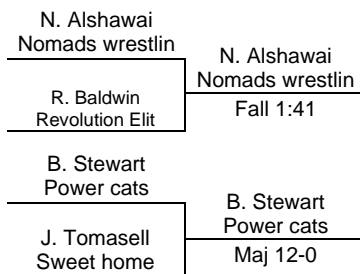 N. Alshawai
Nomads wrestlin
N. Alshawai
Nomads wrestlin
R. Baldwin
Revolution Elit
Fall 1:41
B. Stewart
Power cats
B. Stewart
Power cats
J. Tomasell
Sweet home
Maj 12-0